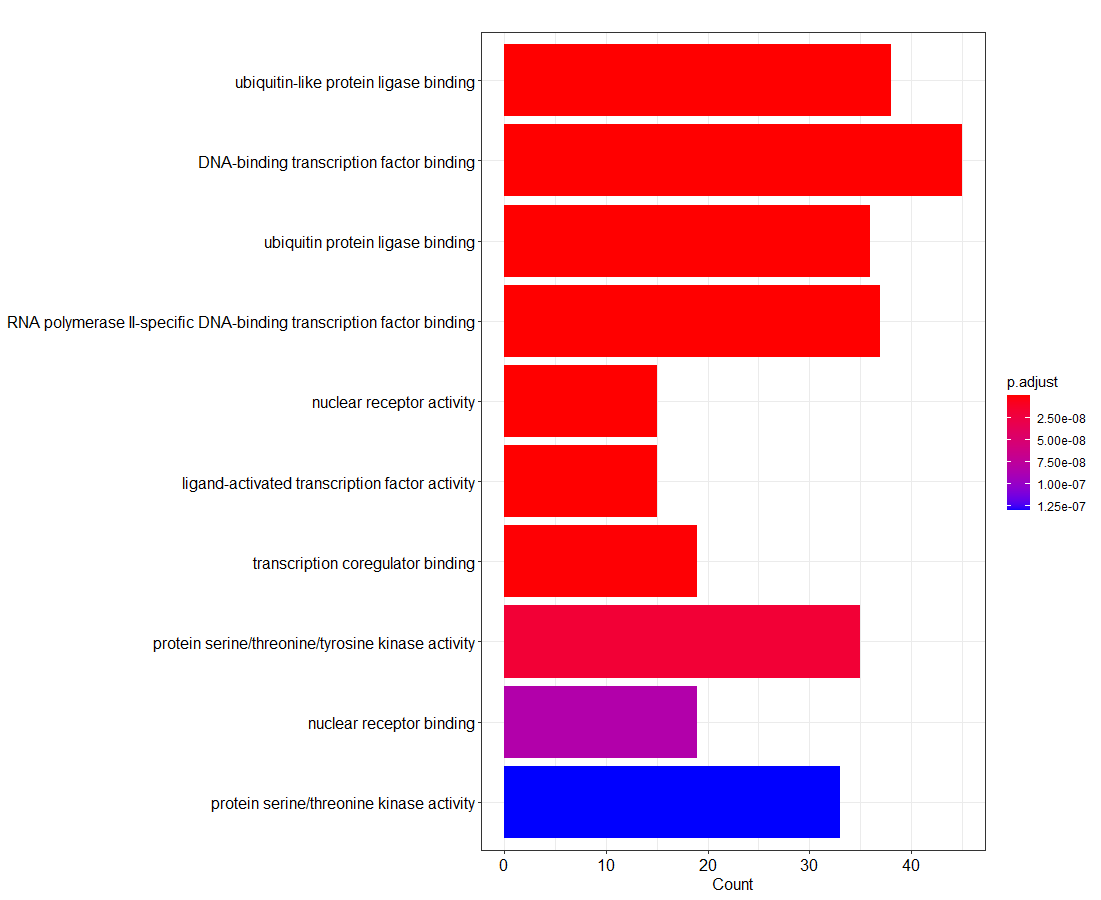 ubiquitin-like protein ligase binding
DNA-binding transcription factor binding
ubiquitin protein ligase binding
RNA polymerase II-specific DNA-binding transcription factor binding
nuclear receptor activity
ligand-activated transcription factor activity
transcription coregulator binding
protein serine/threonine/tyrosine kinase activity
nuclear receptor binding
protein serine/threonine kinase activity
0 10 20 30 40
Count
p.adjust
2.50e-08
5.00e-08
7.50e-08
1.00e-07
1.25e-07